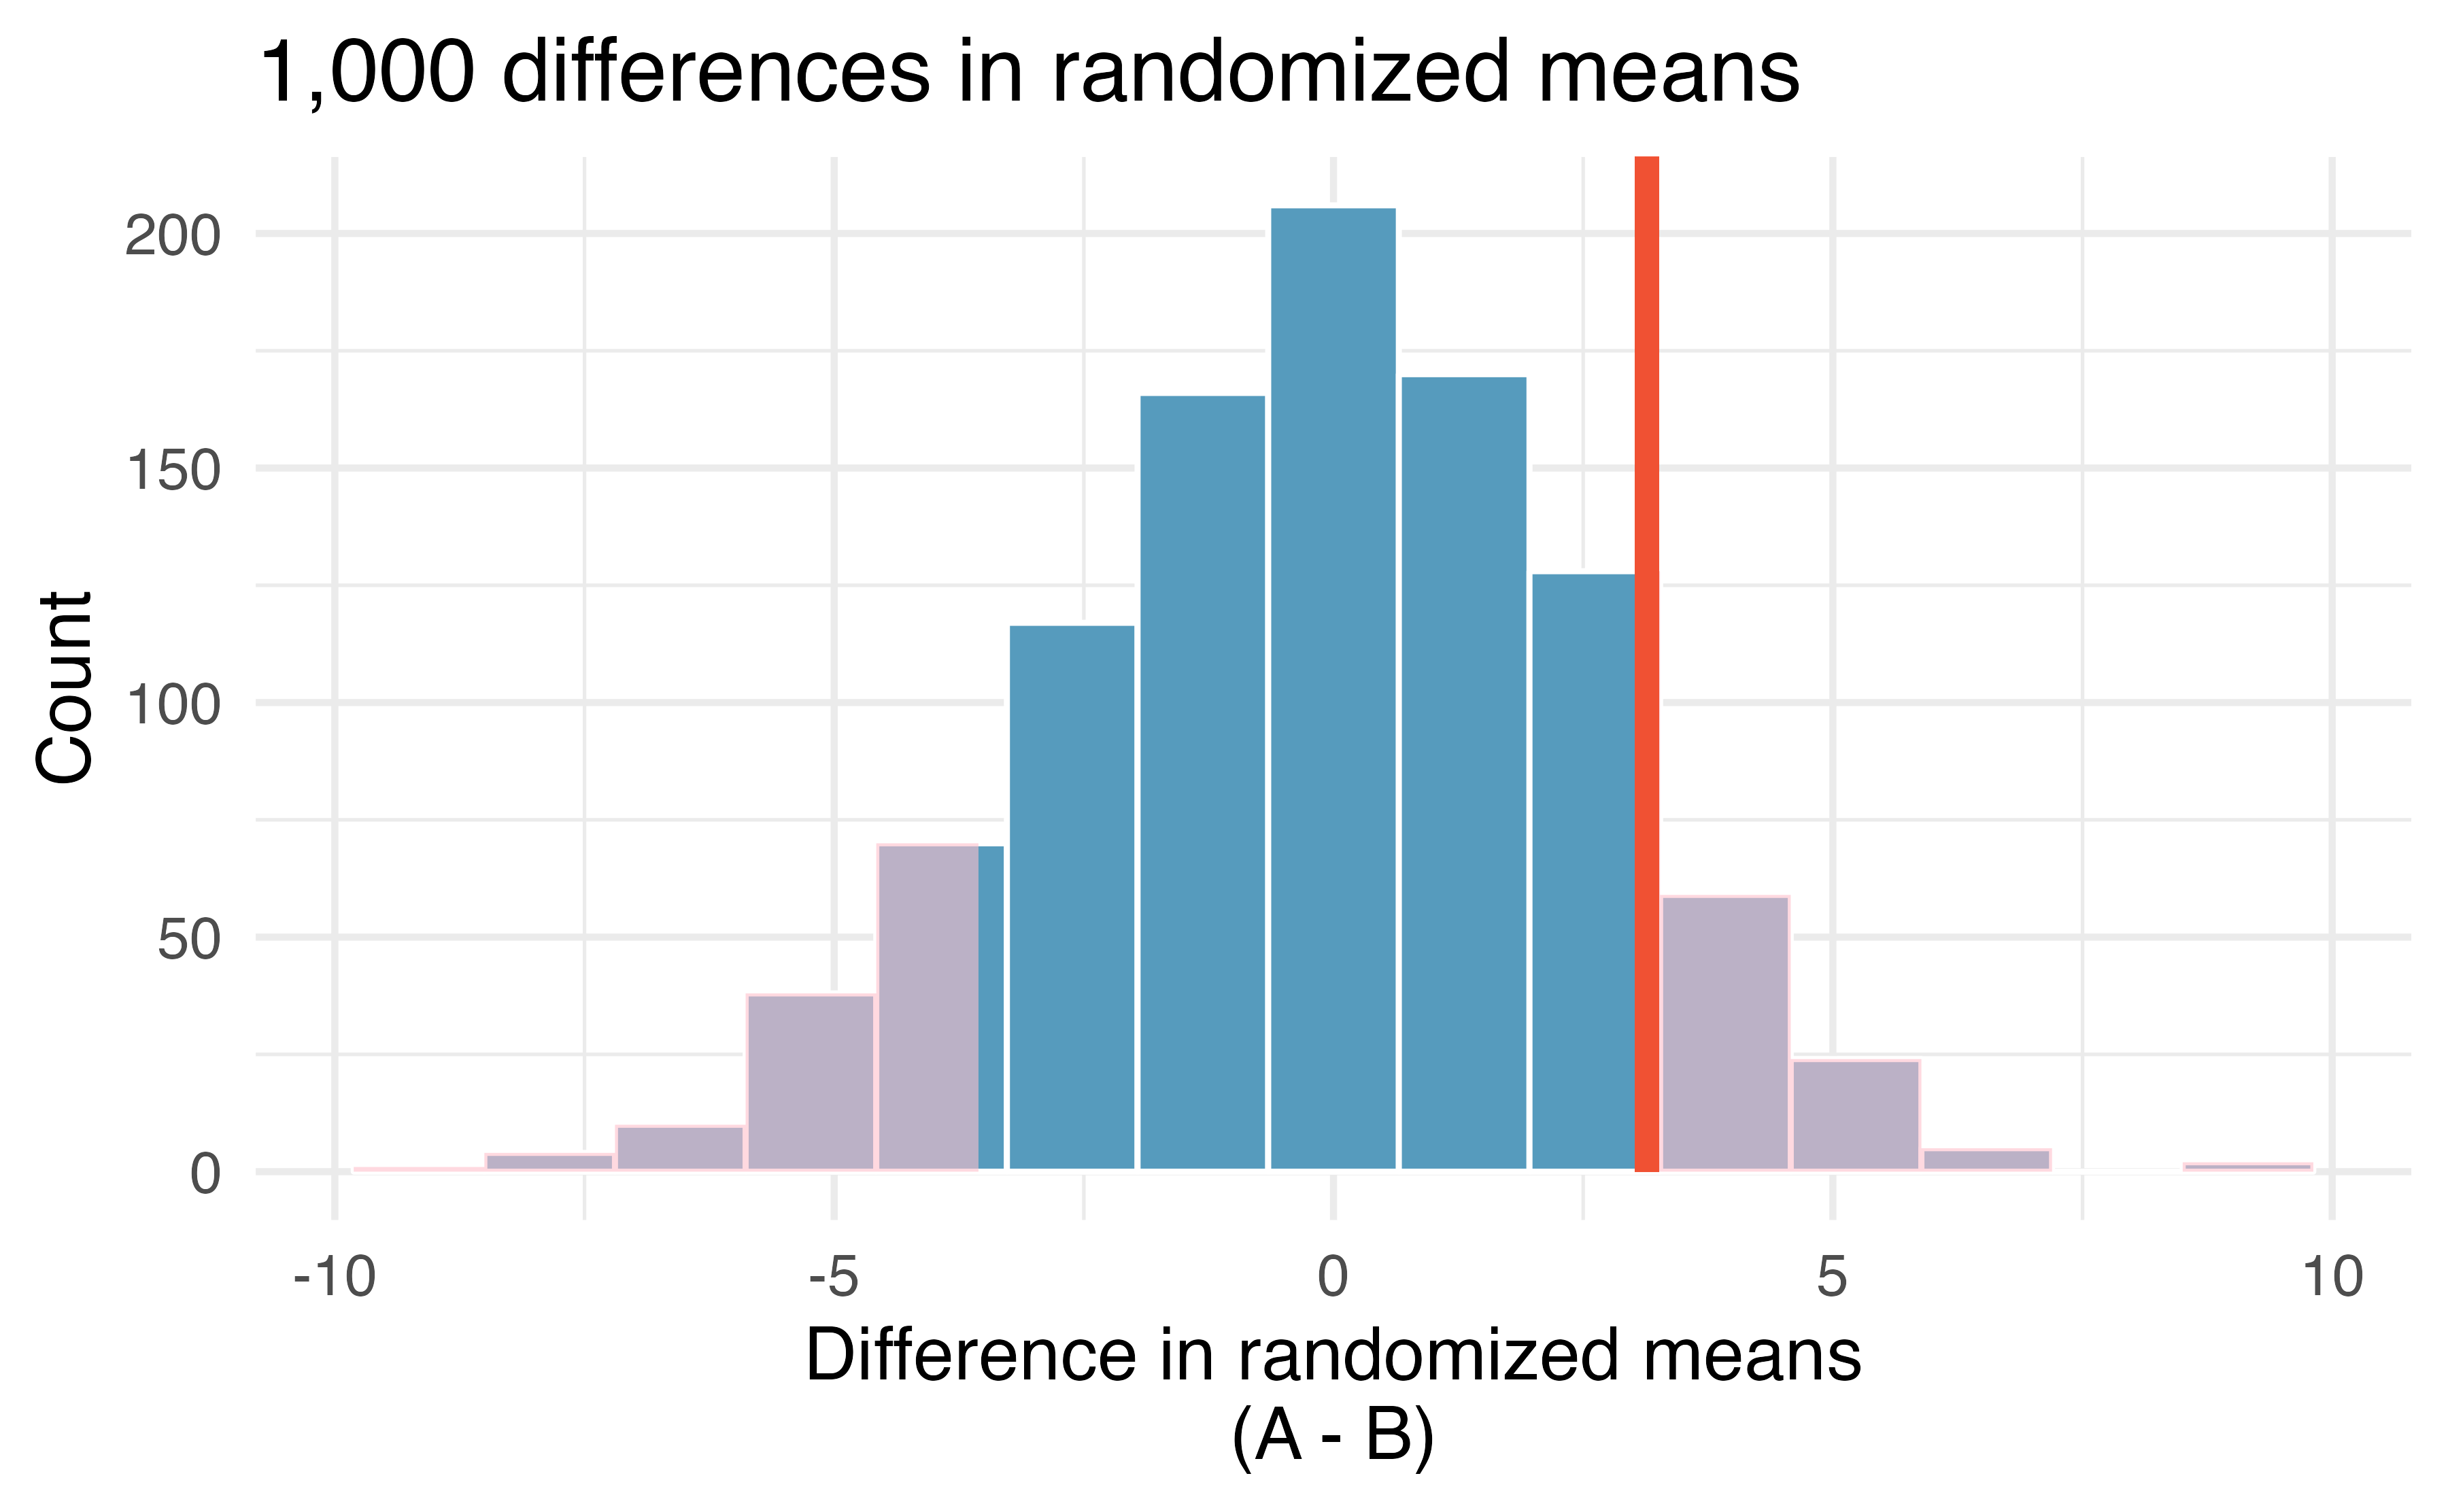 1,000 differences in randomized means
200
150
100
50
0
Count
-10
-5
0
5
10
Difference in randomized means
(A - B)